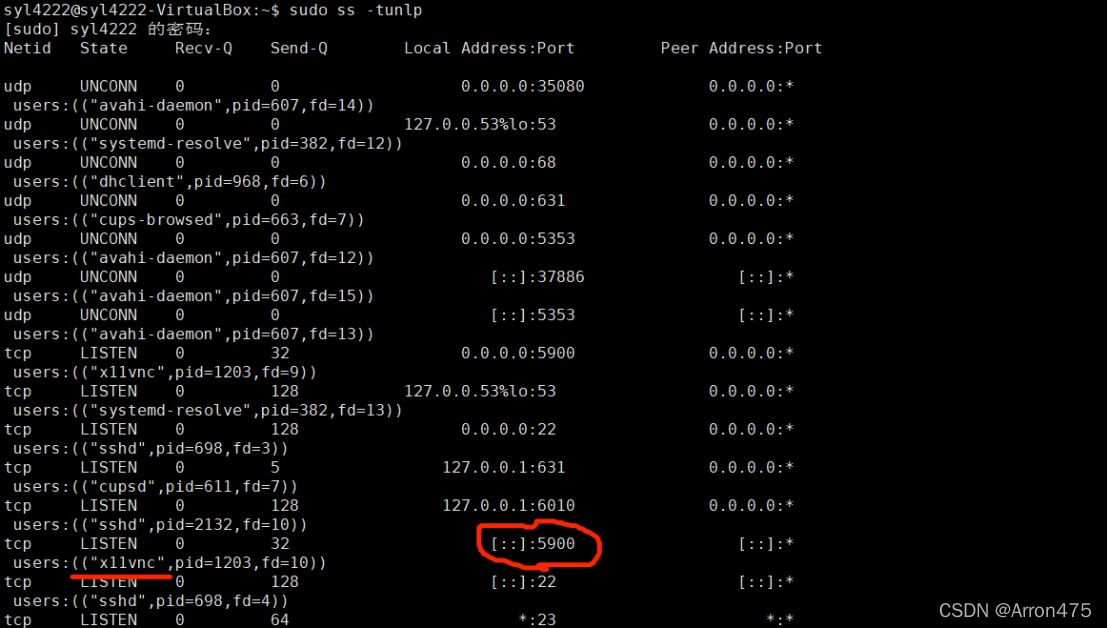 syl4222@syl4222-VirtualBox:~$ sudo ss -tunlp
[sudo] syl4222 的密码：
Netid State Recv-Q Send-Q Local Address:Port Peer Address:Port
udp UNCONN 0 0 0.0.0.0:35080 0.0.0.0:*
users:(("avahi-daemon",pid=607,fd=14))
udp UNCONN 0 0 127.0.0.53%lo:53 0.0.0.0:*
users:(("systemd-resolve",pid=382,fd=12))
udp UNCONN 0 0 0.0.0.0:68 0.0.0.0:*
users:(("dhclient",pid=968,fd=6))
udp UNCONN 0 0 0.0.0.0:631 0.0.0.0:*
users:(("cups-browsed",pid=663,fd=7))
udp UNCONN 0 0 0.0.0.0:5353 0.0.0.0:*
users:(("avahi-daemon",pid=607,fd=12))
udp UNCONN 0 0 [::]:37886 [::]:*
users:(("avahi-daemon",pid=607,fd=15))
udp UNCONN 0 0 [::]:5353 [::]:*
users:(("avahi-daemon",pid=607,fd=13))
tcp LISTEN 0 32 0.0.0.0:5900 0.0.0.0:*
users:(("x11vnc",pid=1203,fd=9))
tcp LISTEN 0 128 127.0.0.53%lo:53 0.0.0.0:*
users:(("systemd-resolve",pid=382,fd=13))
tcp LISTEN 0 128 0.0.0.0:22 0.0.0.0:*
users:(("sshd",pid=698,fd=3))
tcp LISTEN 0 5 127.0.0.1:631 0.0.0.0:*
users:(("cupsd",pid=611,fd=7))
tcp LISTEN 0 128 127.0.0.1:6010 0.0.0.0:*
users:(("sshd",pid=2132,fd=10))
tcp LISTEN 0 32 [::]:5900 [::]:*
users:(("x11vnc",pid=1203,fd=10))
tcp LISTEN 0 128 [::]:22 [::]:*
users:(("sshd",pid=698,fd=4))
tcp LISTEN 0 64 *:23 *:*
CSDN @Arron475